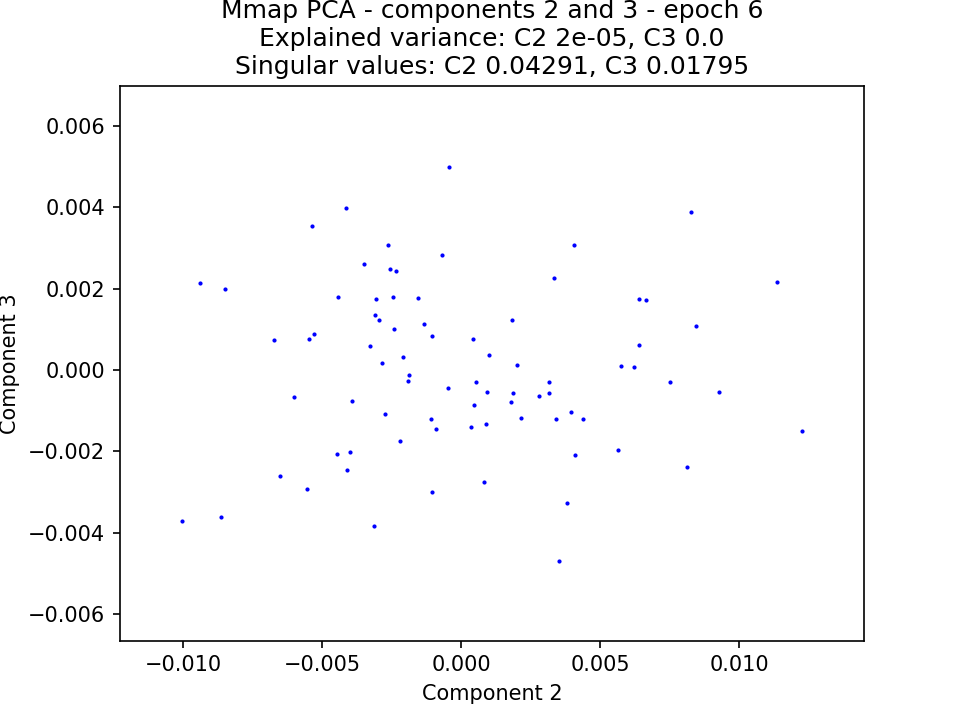 Mmap PCA - components 2 and 3 - epoch 6
Explained variance: C2 2e-05, C3 0.0
Singular values: C2 0.04291, C3 0.01795
0.006
0.004
0.002
0.000
−0.002
−0.004
−0.006
Component 3
−0.010
−0.005
0.000
0.005
0.010
Component 2